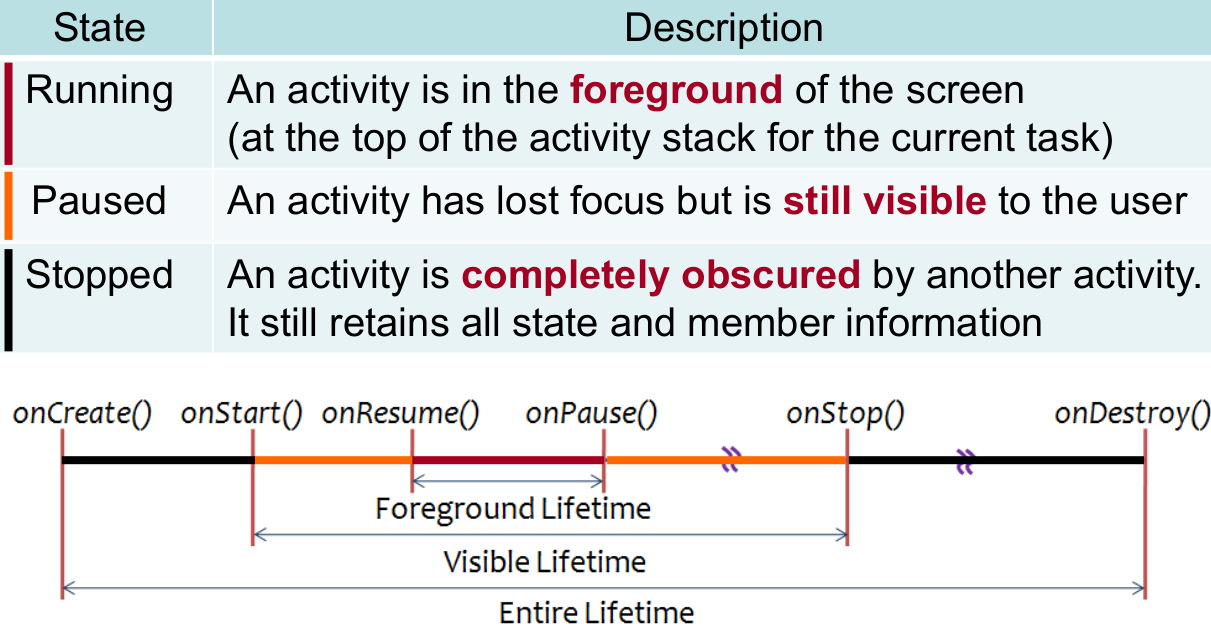 State Description
Running An activity is in the foreground of the screen
(at the top of the activity stack for the current task)
Paused An activity has lost focus but is still visible to the user
Stopped An activity is completely obscured by another activity.
It still retains all state and member information
onCreate() onStart() onResume() onPause() onStop() onDestroy()
Foreground Lifetime
Visible Lifetime
Entire Lifetime